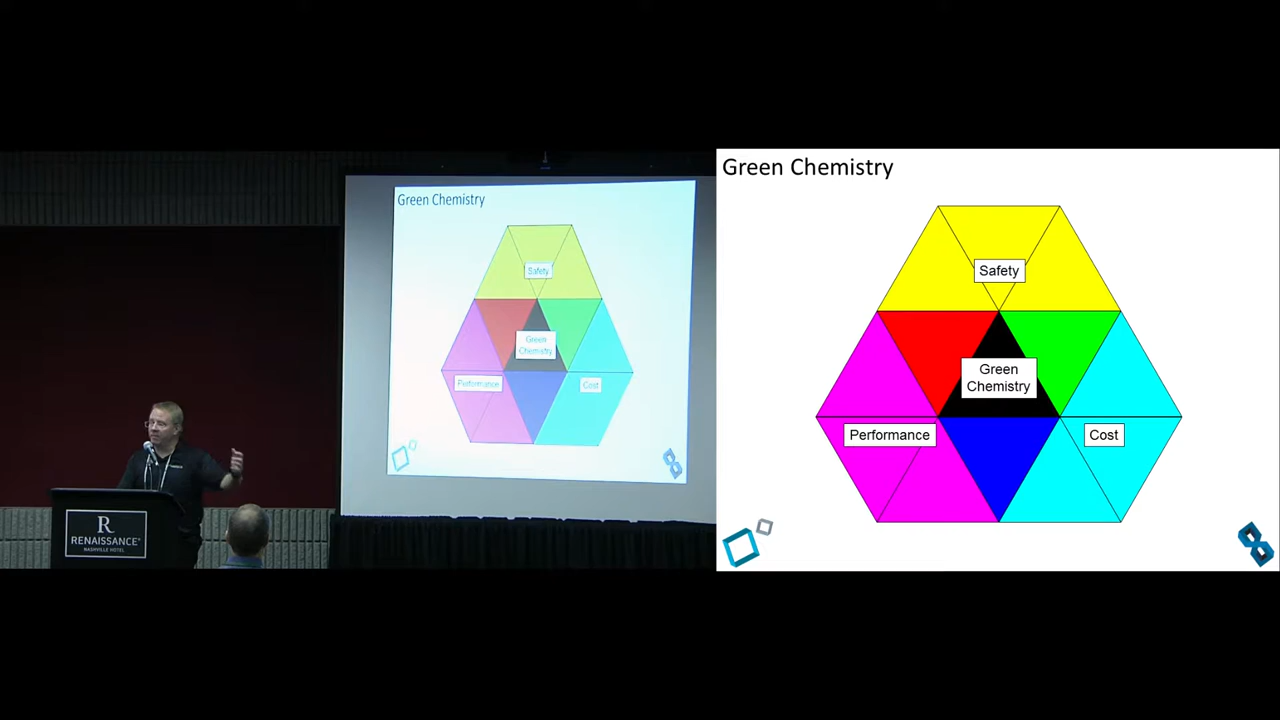 Green Chemistry
Safety
Green
Chemistry
Performance
Cost
R
RENAISSANCE®
NASHVILLE HOTEL
Green Chemistry
Safety
Green
Chemistry
Performance
Cost